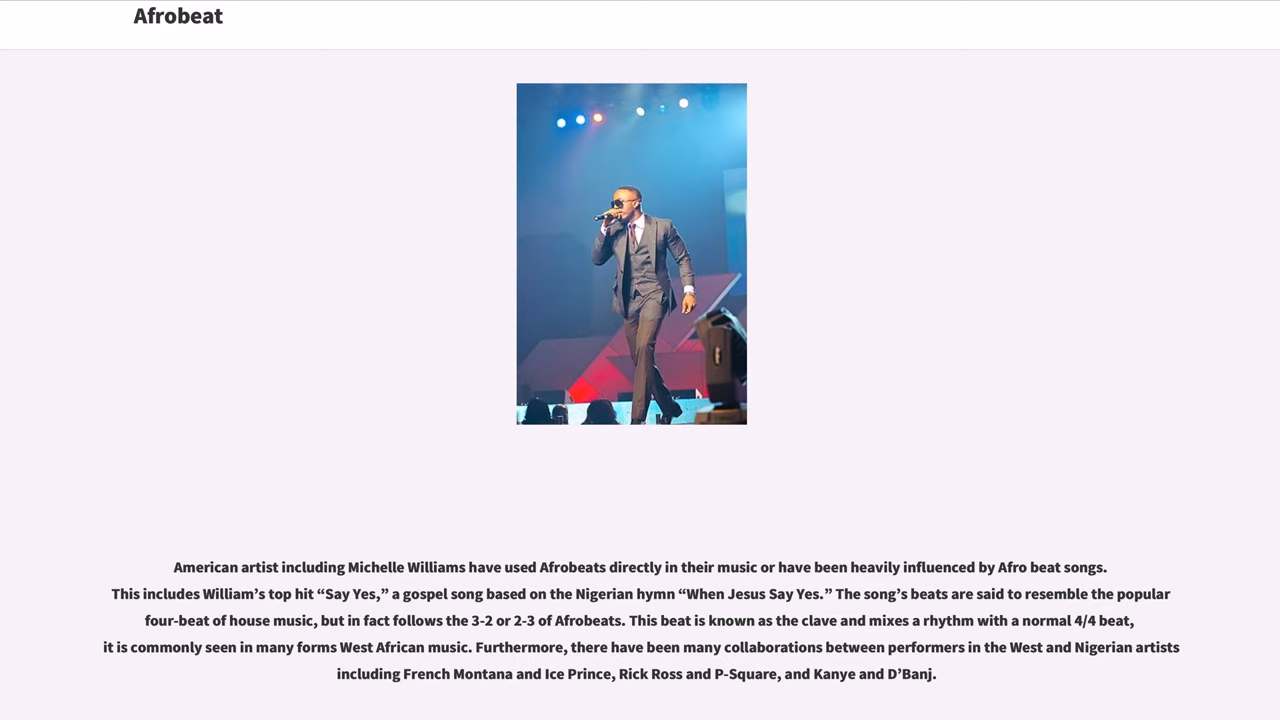 Afrobeat
American artist including Michelle Williams have used Afrobeats directly in their music or have been heavily influenced by Afro beat songs.
This includes William’s top hit “Say Yes,” a gospel song based on the Nigerian hymn “When Jesus Say Yes.” The song’s beats are said to resemble the popular
four-beat of house music, but in fact follows the 3-2 or 2-3 of Afrobeats. This beat is known as the clave and mixes a rhythm with a normal 4/4 beat,
it is commonly seen in many forms West African music. Furthermore, there have been many collaborations between performers in the West and Nigerian artists
including French Montana and Ice Prince, Rick Ross and P-Square, and Kanye and D’Banj.